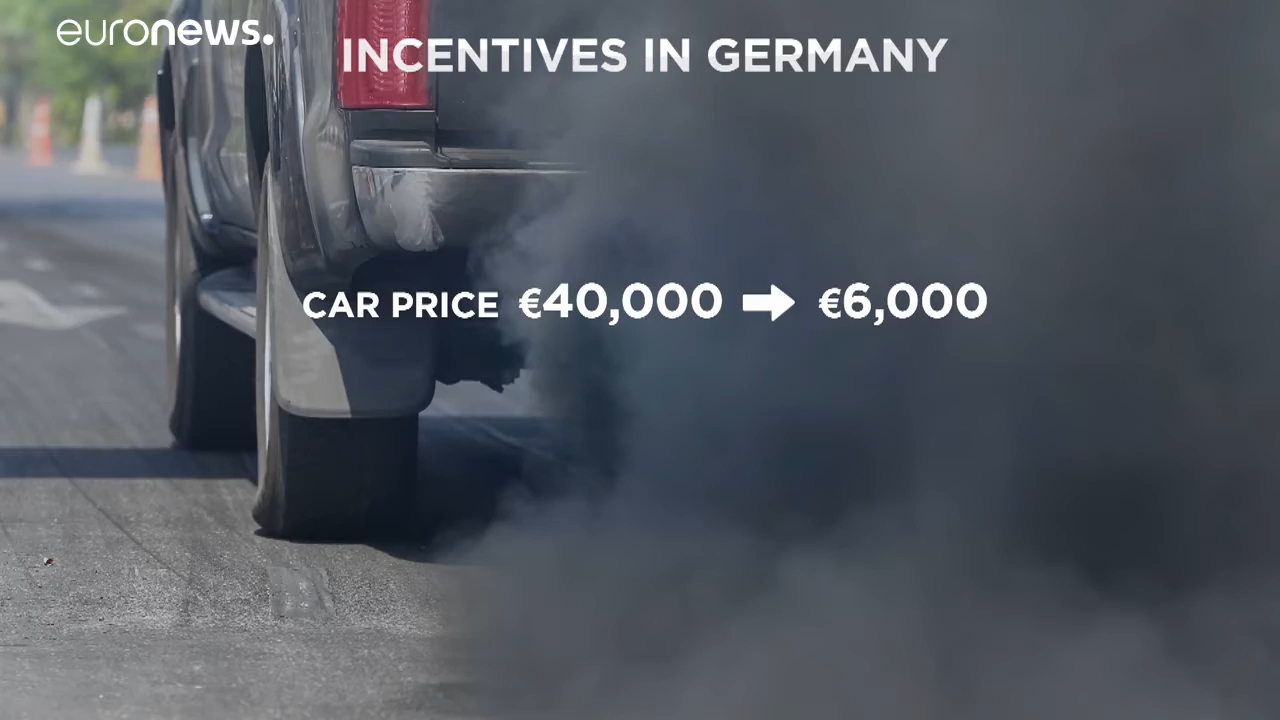 euronews.
INCENTIVES IN GERMANY
CAR PRICE €40,000 ➡ €6,000